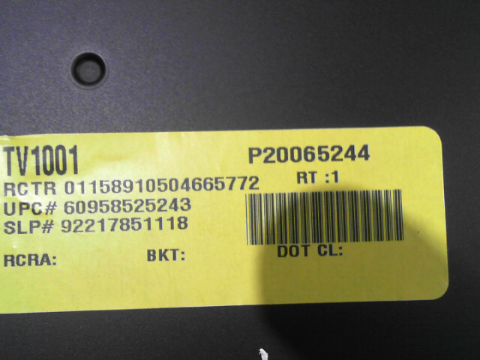 TV1001 P20065244
RCTR 01158910504665772 RT :1
UPC# 60958525243
SLP# 92217851118
RCRA: BKT: DOT CL: